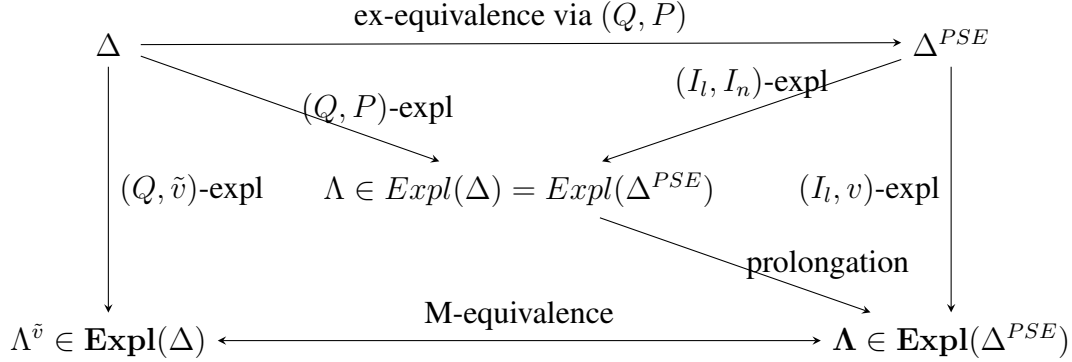 ex-equivalence via (Q, P)
Δ Δ^{PSE}
(Q, P)-expl (I_l, I_n)-expl
(Q, ṽ)-expl Λ ∈ Expl(Δ) = Expl(Δ^{PSE}) (I_l, v)-expl
prolongation
M-equivalence
Λ^{ṽ} ∈ Expl(Δ) Λ ∈ Expl(Δ^{PSE})